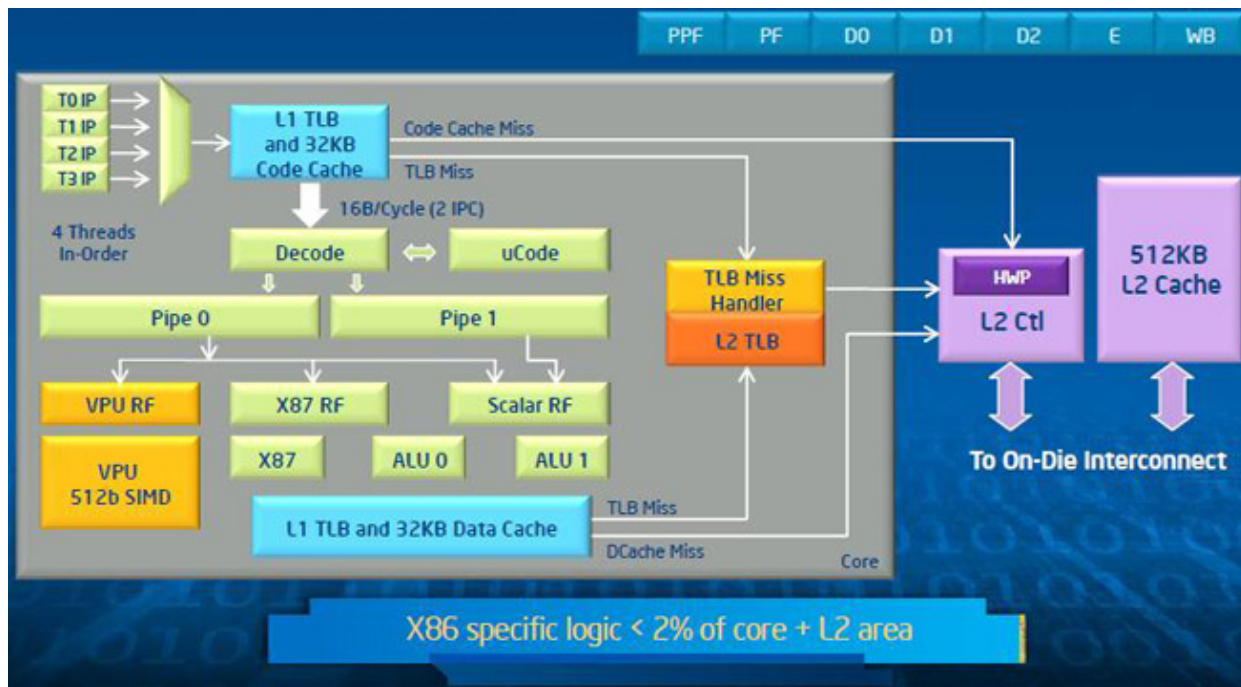 PPF PF D0 D1 D2 E WB
T0 IP
T1 IP
T2 IP
T3 IP
4 Threads
In-Order
L1 TLB
and 32KB
Code Cache
Code Cache Miss
TLB Miss
16B/Cycle (2 IPC)
Decode
uCode
Pipe 0
Pipe 1
VPU RF
X87 RF
Scalar RF
VPU
512b SIMD
X87
ALU 0
ALU 1
L1 TLB and 32KB Data Cache
TLB Miss
DCache Miss
Core
TLB Miss
Handler
L2 TLB
HWP
L2 Ctl
512KB
L2 Cache
To On-Die Interconnect
X86 specific logic < 2% of core + L2 area